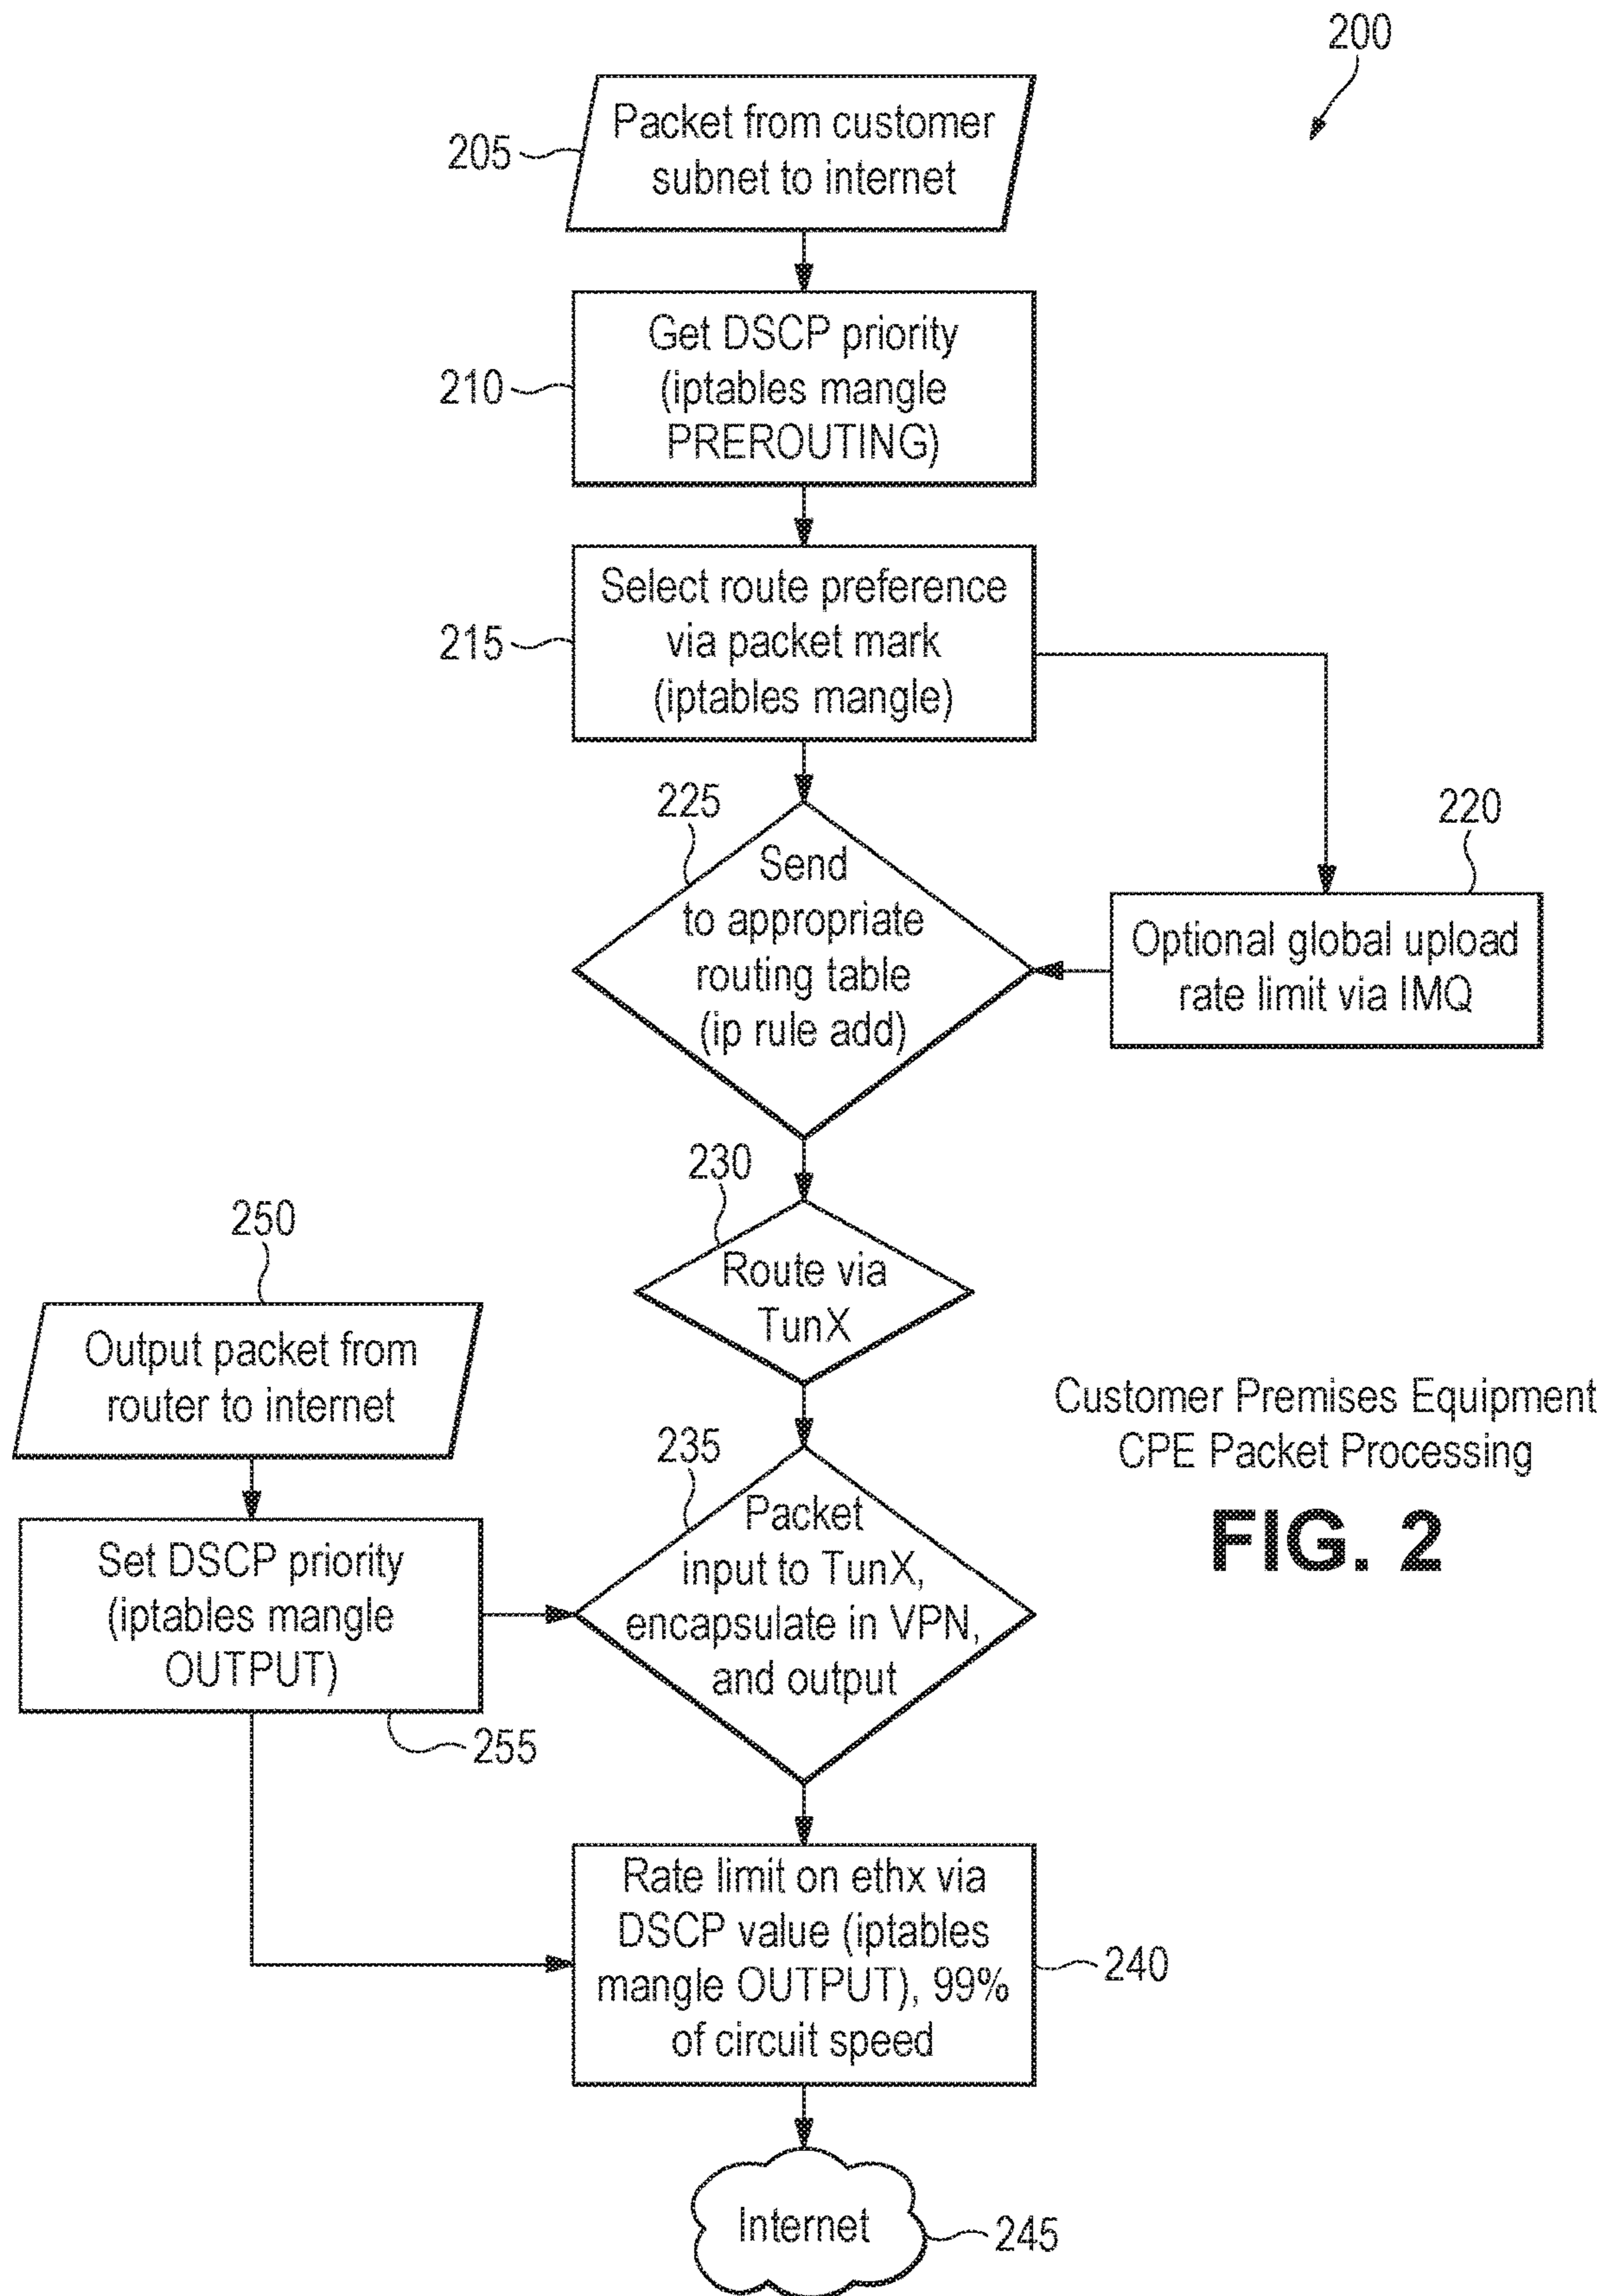 200
205
Packet from customer
subnet to internet
210
Get DSCP priority
(iptables mangle
PREROUTING)
215
Select route preference
via packet mark
(iptables mangle)
225
Send
to appropriate
routing table
(ip rule add)
220
Optional global upload
rate limit via IMQ
230
Route via
TunX
250
Output packet from
router to internet
Set DSCP priority
(iptables mangle
OUTPUT)
255
235
Packet
input to TunX,
encapsulate in VPN,
and output
Customer Premises Equipment
CPE Packet Processing
FIG. 2
Rate limit on ethx via
DSCP value (iptables
mangle OUTPUT), 99%
of circuit speed
240
Internet
245